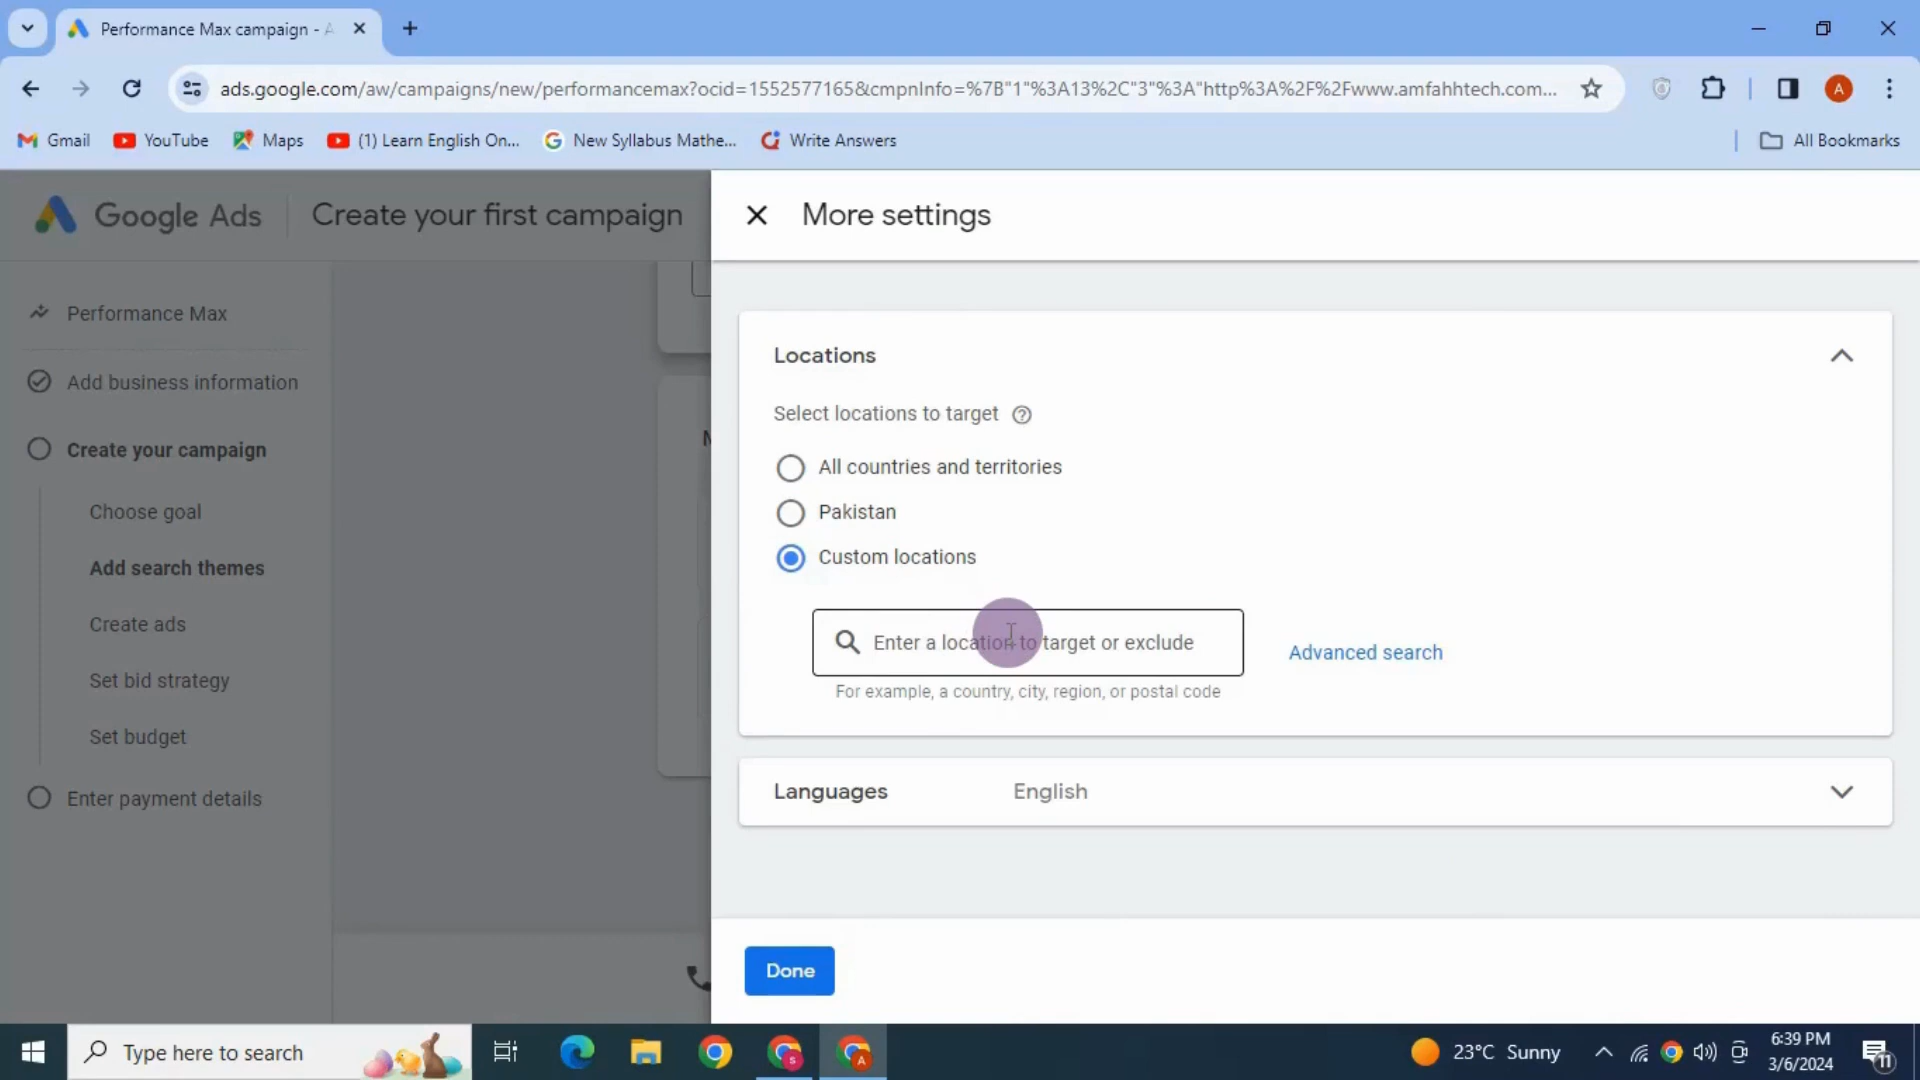 Performance Max campaign - A
ads.google.com/aw/campaigns/new/performancemax?ocid=1552577165&cmpnInfo=%7B"1"%3A13%2C"3"%3A"http%3A%2F%2Fwww.amfahhtech.com...
A
Gmail
YouTube
Maps
(1) Learn English On...
New Syllabus Mathe...
Write Answers
All Bookmarks
Google Ads
Create your first campaign
More settings
Performance Max
Add business information
Create your campaign
Choose goal
Add search themes
Create ads
Set bid strategy
Set budget
Enter payment details
Locations
Select locations to target
All countries and territories
Pakistan
Custom locations
Enter a location to target or exclude
Advanced search
For example, a country, city, region, or postal code
Languages
English
Done
Type here to search
S
A
23°C Sunny
6:39 PM
3/6/2024
11